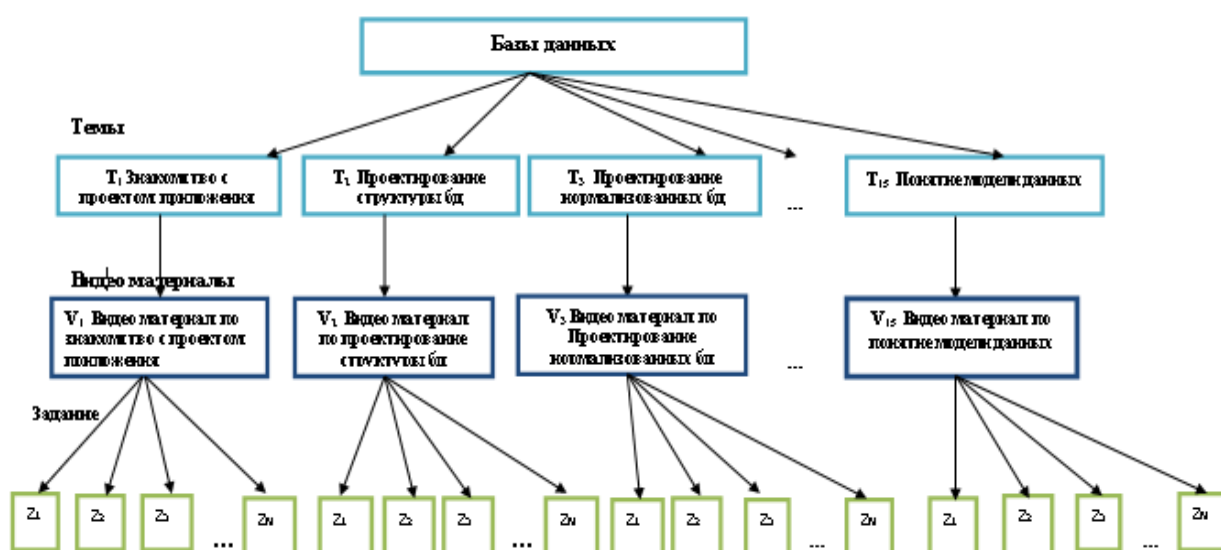 Базы данных
Темы
T1 Знакомство с
проектом приложения
T2 Проектирование
структуры бд
T3 Проектирование
нормализованных бд
...
T15 Понятие модели данных
Видео материалы
V1 Видео материал по
знакомство с проектом
приложения
V2 Видео материал
по проектирование
структуры бд
V3 Видео материал по
Проектирование
нормализованных бд
...
V15 Видео материал по
понятие модели данных
Задание
Z1 Z2 Z3 ... ZN Z1 Z2 Z3 ... ZN Z1 Z2 Z3 ... ZN Z1 Z2 Z3 ... ZN